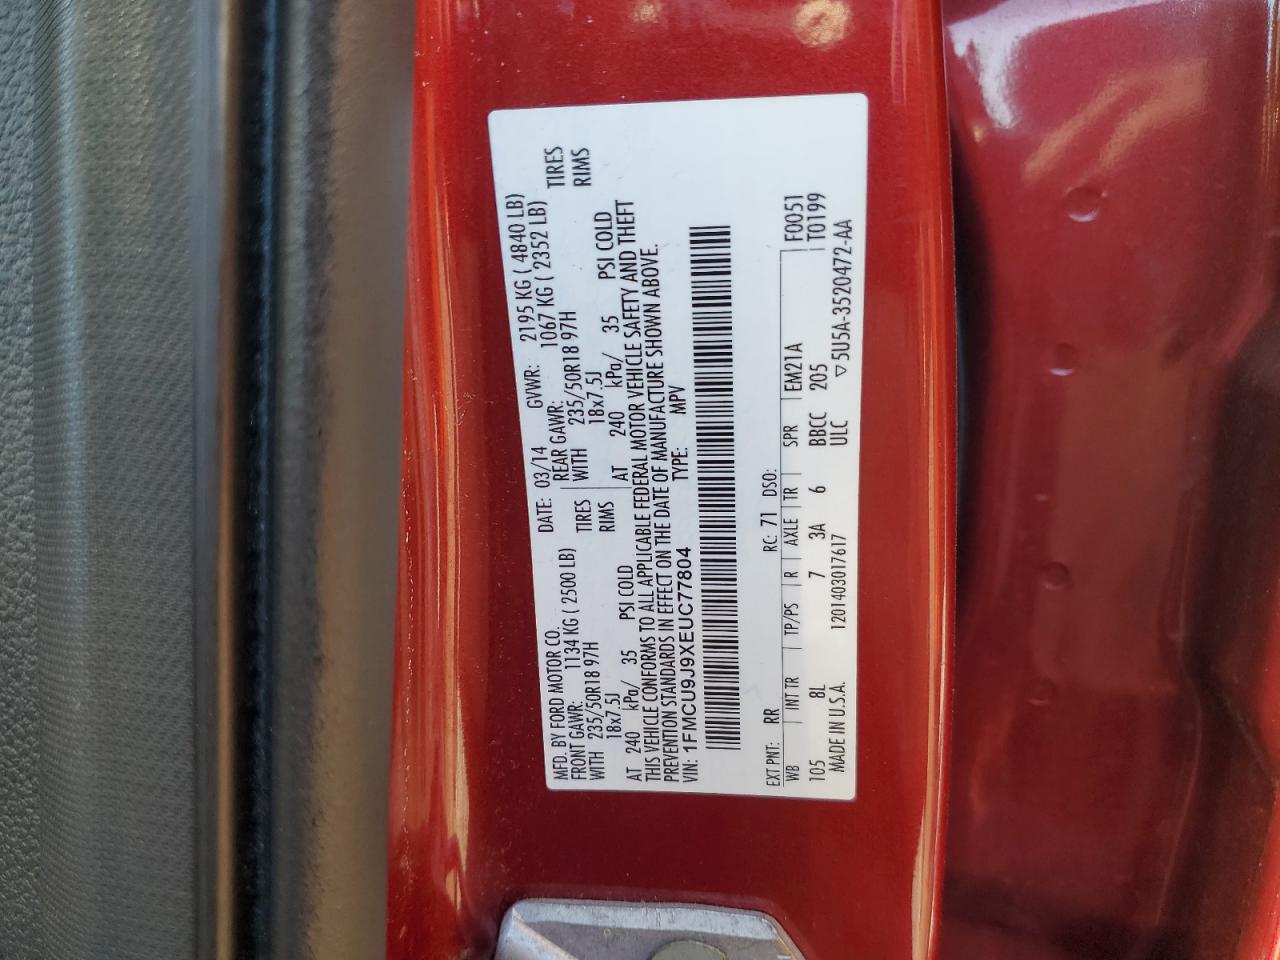 MFD. BY FORD MOTOR CO. DATE: 03/14 GVWR: 2195 KG ( 4840 LB)
FRONT GAWR: 1134 KG ( 2500 LB) REAR GAWR: 1067 KG ( 2352 LB)
WITH 235/50R18 97H TIRES WITH 235/50R18 97H TIRES
18x7.5J RIMS 18x7.5J RIMS
AT 240 kPa/ 35 PSI COLD AT 240 kPa/ 35 PSI COLD
THIS VEHICLE CONFORMS TO ALL APPLICABLE FEDERAL MOTOR VEHICLE SAFETY AND THEFT
PREVENTION STANDARDS IN EFFECT ON THE DATE OF MANUFACTURE SHOWN ABOVE.
VIN: 1FMCU9J9XEUC77804 TYPE: MPV
EXT PNT: RR RC: 71 DSO: F0051
WB INT TR TP/PS R AXLE TR SPR EM21A T0199
105 8L 7 3A 6 BBCC 205
MADE IN U.S.A. 1201403017617 ULC ▽5U5A-3520472-AA